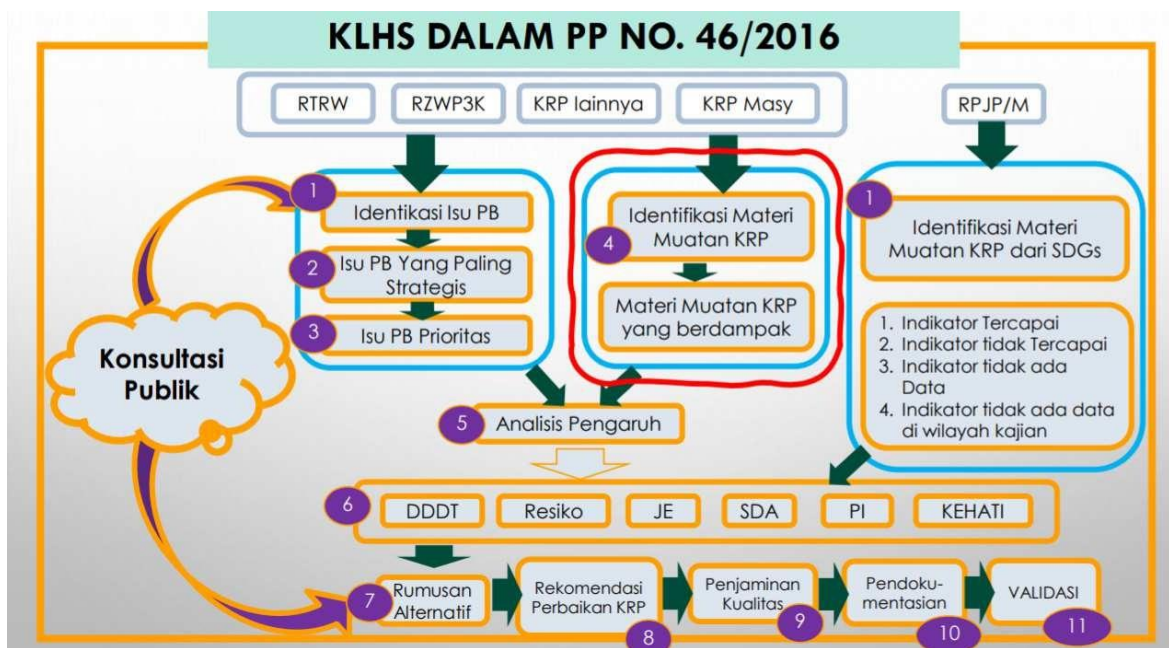 KLHS DALAM PP NO. 46/2016
RTRW
RZWP3K
KRP lainnya
KRP Masy
RPJP/M
1
Identikasi Isu PB
2
Isu PB Yang Paling
Strategis
3
Isu PB Prioritas
4
Identifikasi Materi
Muatan KRP
Materi Muatan KRP
yang berdampak
1
Identifikasi Materi
Muatan KRP dari SDGs
1. Indikator Tercapai
2. Indikator tidak Tercapai
3. Indikator tidak ada
Data
4. Indikator tidak ada data
di wilayah kajian
Konsultasi
Publik
5
Analisis Pengaruh
6
DDDT
Resiko
JE
SDA
PI
KEHATI
7
Rumusan
Alternatif
Rekomendasi
Perbaikan KRP
8
Penjaminan
Kualitas
9
Pendoku-
mentasian
10
VALIDASI
11